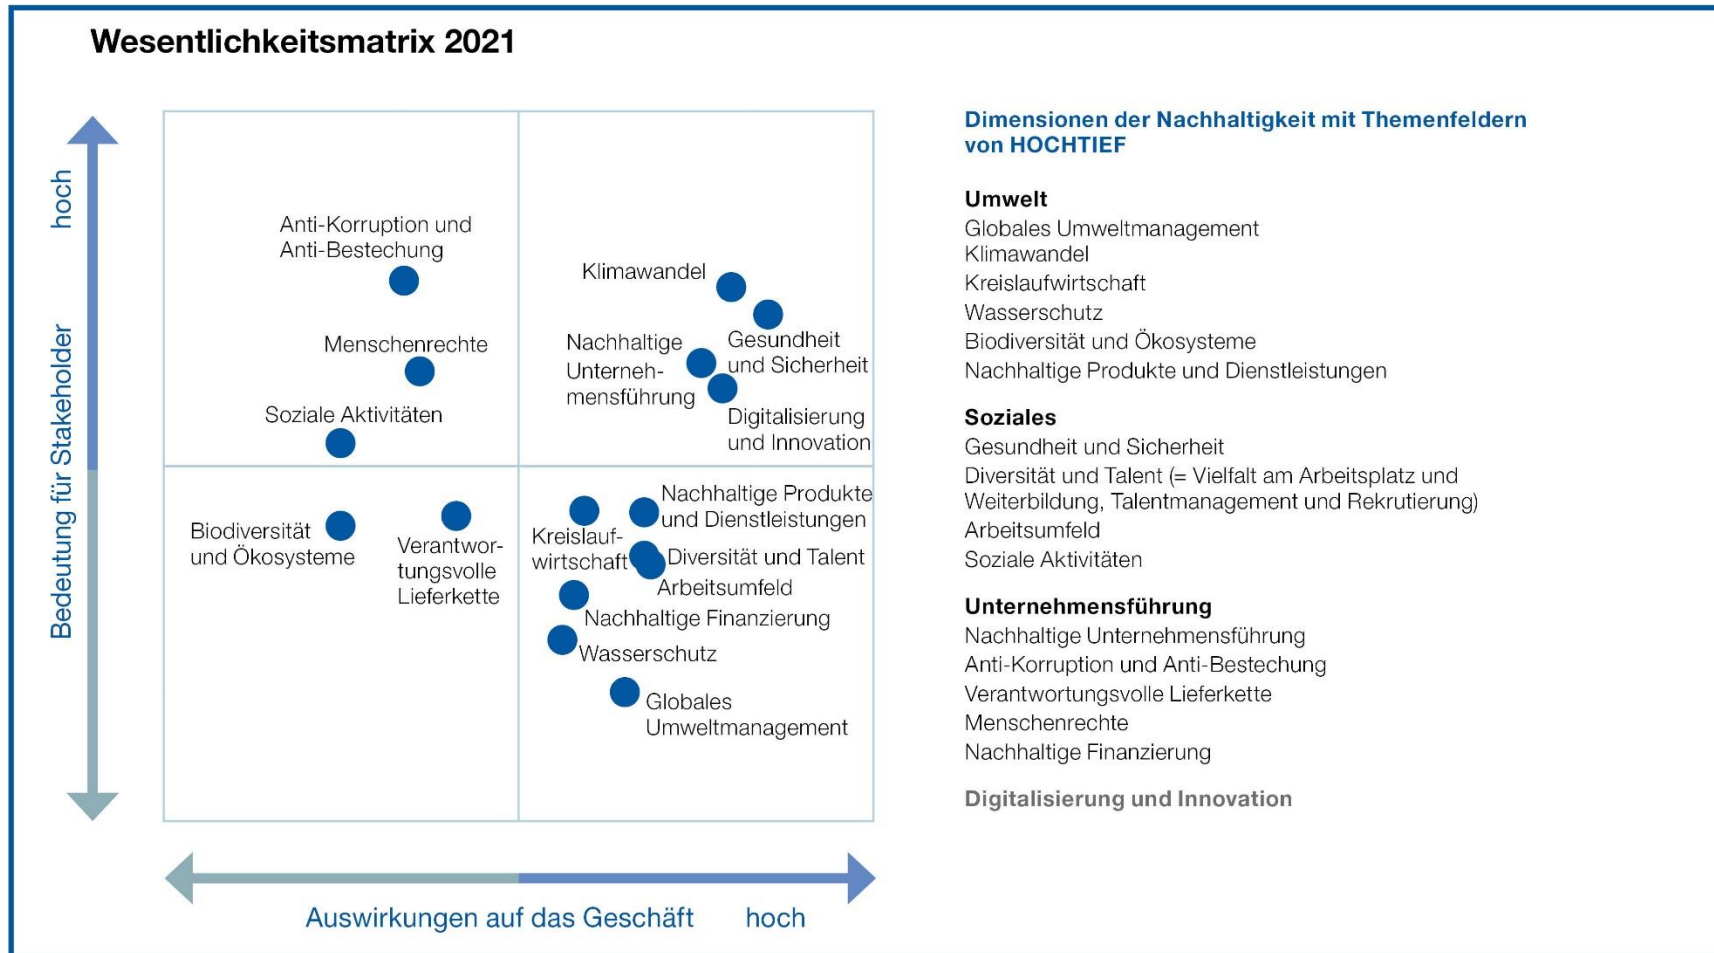 Wesentlichkeitsmatrix 2021
hoch
Bedeutung für Stakeholder
Anti-Korruption und
Anti-Bestechung
Klimawandel
Menschenrechte
Nachhaltige
Unterneh-
mensführung
Gesundheit
und Sicherheit
Soziale Aktivitäten
Digitalisierung
und Innovation
Biodiversität
und Ökosysteme
Verantwor-
tungsvolle
Lieferkette
Kreislauf-
wirtschaft
Nachhaltige Produkte
und Dienstleistungen
Diversität und Talent
Arbeitsumfeld
Nachhaltige Finanzierung
Wasserschutz
Globales
Umweltmanagement
Auswirkungen auf das Geschäft hoch
Dimensionen der Nachhaltigkeit mit Themenfeldern
von HOCHTIEF
Umwelt
Globales Umweltmanagement
Klimawandel
Kreislaufwirtschaft
Wasserschutz
Biodiversität und Ökosysteme
Nachhaltige Produkte und Dienstleistungen
Soziales
Gesundheit und Sicherheit
Diversität und Talent (= Vielfalt am Arbeitsplatz und
Weiterbildung, Talentmanagement und Rekrutierung)
Arbeitsumfeld
Soziale Aktivitäten
Unternehmensführung
Nachhaltige Unternehmensführung
Anti-Korruption und Anti-Bestechung
Verantwortungsvolle Lieferkette
Menschenrechte
Nachhaltige Finanzierung
Digitalisierung und Innovation